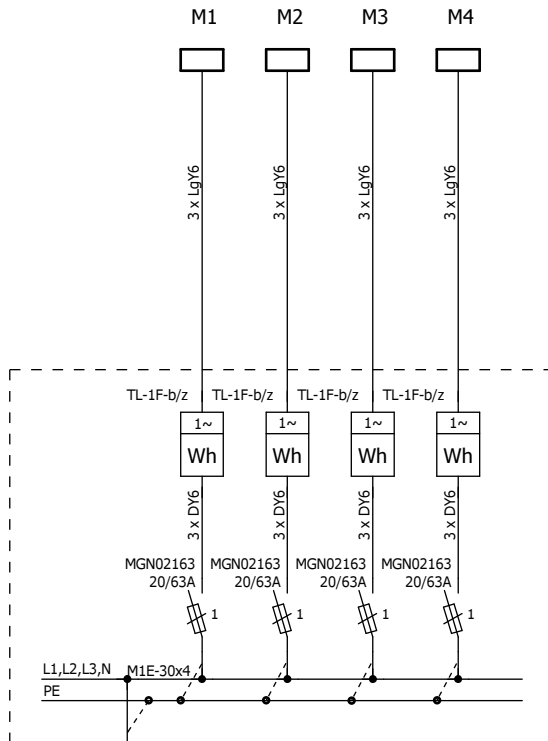 M1 M2 M3 M4
3 x LgY6 3 x LgY6 3 x LgY6 3 x LgY6
TL-1F-b/z TL-1F-b/z TL-1F-b/z TL-1F-b/z
1~ 1~ 1~ 1~
Wh Wh Wh Wh
3 x DY6 3 x DY6 3 x DY6 3 x DY6
MGN02163 MGN02163 MGN02163 MGN02163
20/63A 20/63A 20/63A 20/63A
1 1 1 1
L1,L2,L3,N M1E-30x4
PE